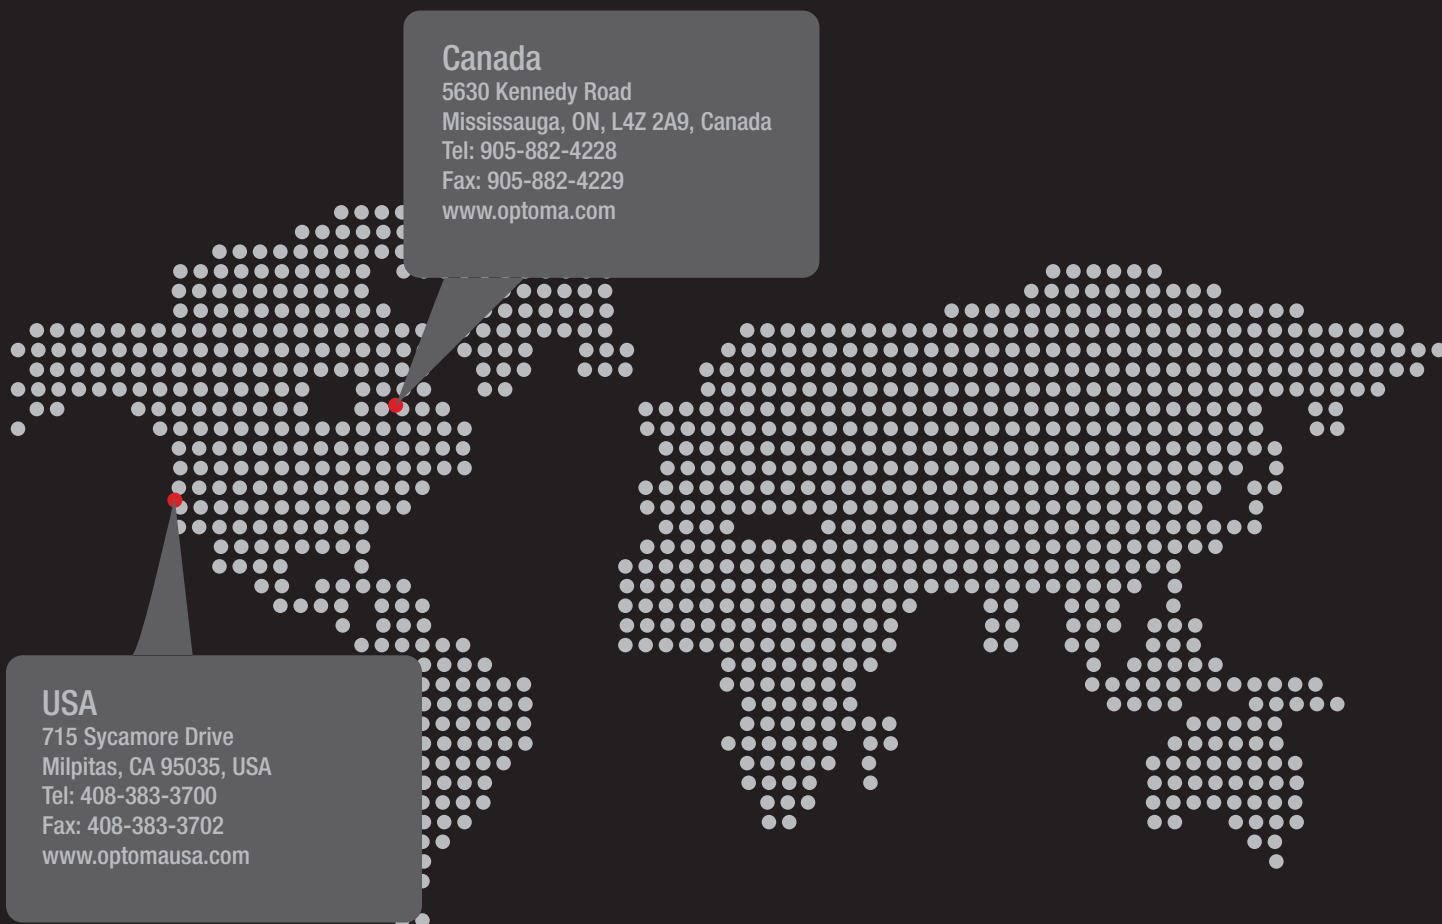 Canada
5630 Kennedy Road
Mississauga, ON, L4Z 2A9, Canada
Tel: 905-882-4228
Fax: 905-882-4229
www.optoma.com
USA
715 Sycamore Drive
Milpitas, CA 95035, USA
Tel: 408-383-3700
Fax: 408-383-3702
www.optomausa.com